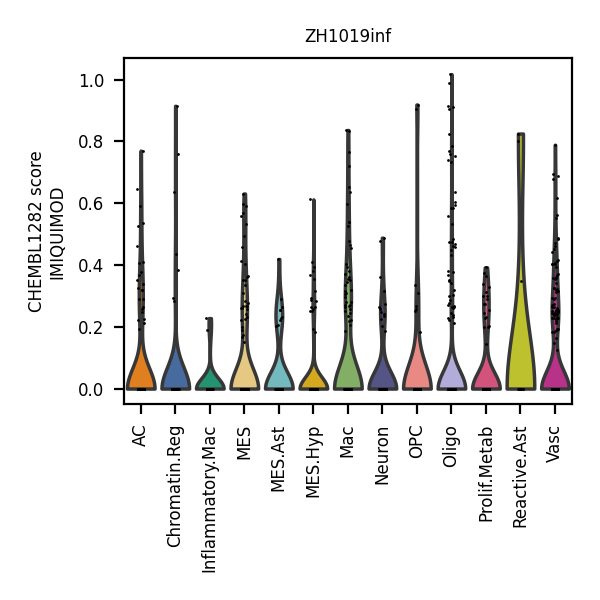 ZH1019inf
CHEMBL1282 score
IMIQUIMOD
1.0
0.8
0.6
0.4
0.2
0.0
AC
Chromatin.Reg
Inflammatory.Mac
MES
MES.Ast
MES.Hyp
Mac
Neuron
OPC
Oligo
Prolif.Metab
Reactive.Ast
Vasc